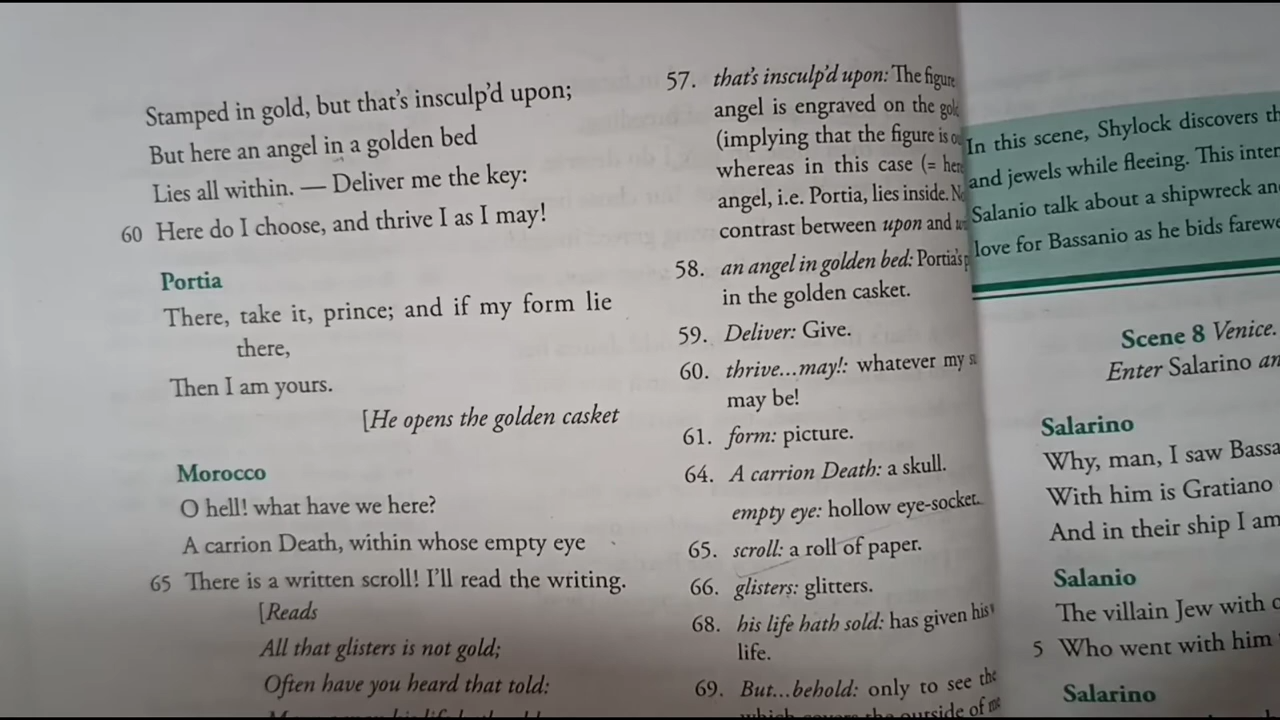 Stamped in gold, but that's insculp'd upon;
But here an angel in a golden bed
Lies all within. — Deliver me the key:
60 Here do I choose, and thrive I as I may!
Portia
There, take it, prince; and if my form lie
there,
Then I am yours.
[He opens the golden casket
Morocco
O hell! what have we here?
A carrion Death, within whose empty eye
65 There is a written scroll! I'll read the writing.
[Reads
All that glisters is not gold;
Often have you heard that told:
57. that's insculp'd upon: The figure
angel is engraved on the
(implying that the figure is
whereas in this case (=
angel, i.e. Portia, lies inside.
contrast between upon and
58. an angel in golden bed: Portia's
in the golden casket.
59. Deliver: Give.
60. thrive...may!: whatever my
may be!
61. form: picture.
64. A carrion Death: a skull.
empty eye: hollow eye-socket.
65. scroll: a roll of paper.
66. glisters: glitters.
68. his life hath sold: has given his
life.
69. But...behold: only to see the
outside of
In this scene, Shylock discovers
and jewels while fleeing. This
Salanio talk about a shipwreck
love for Bassanio as he bids
Scene 8 Venice.
Enter Salarino
Salarino
Why, man, I saw
With him is Gratiano
And in their ship I am
Salanio
The villain Jew with
5 Who went with him
Salarino